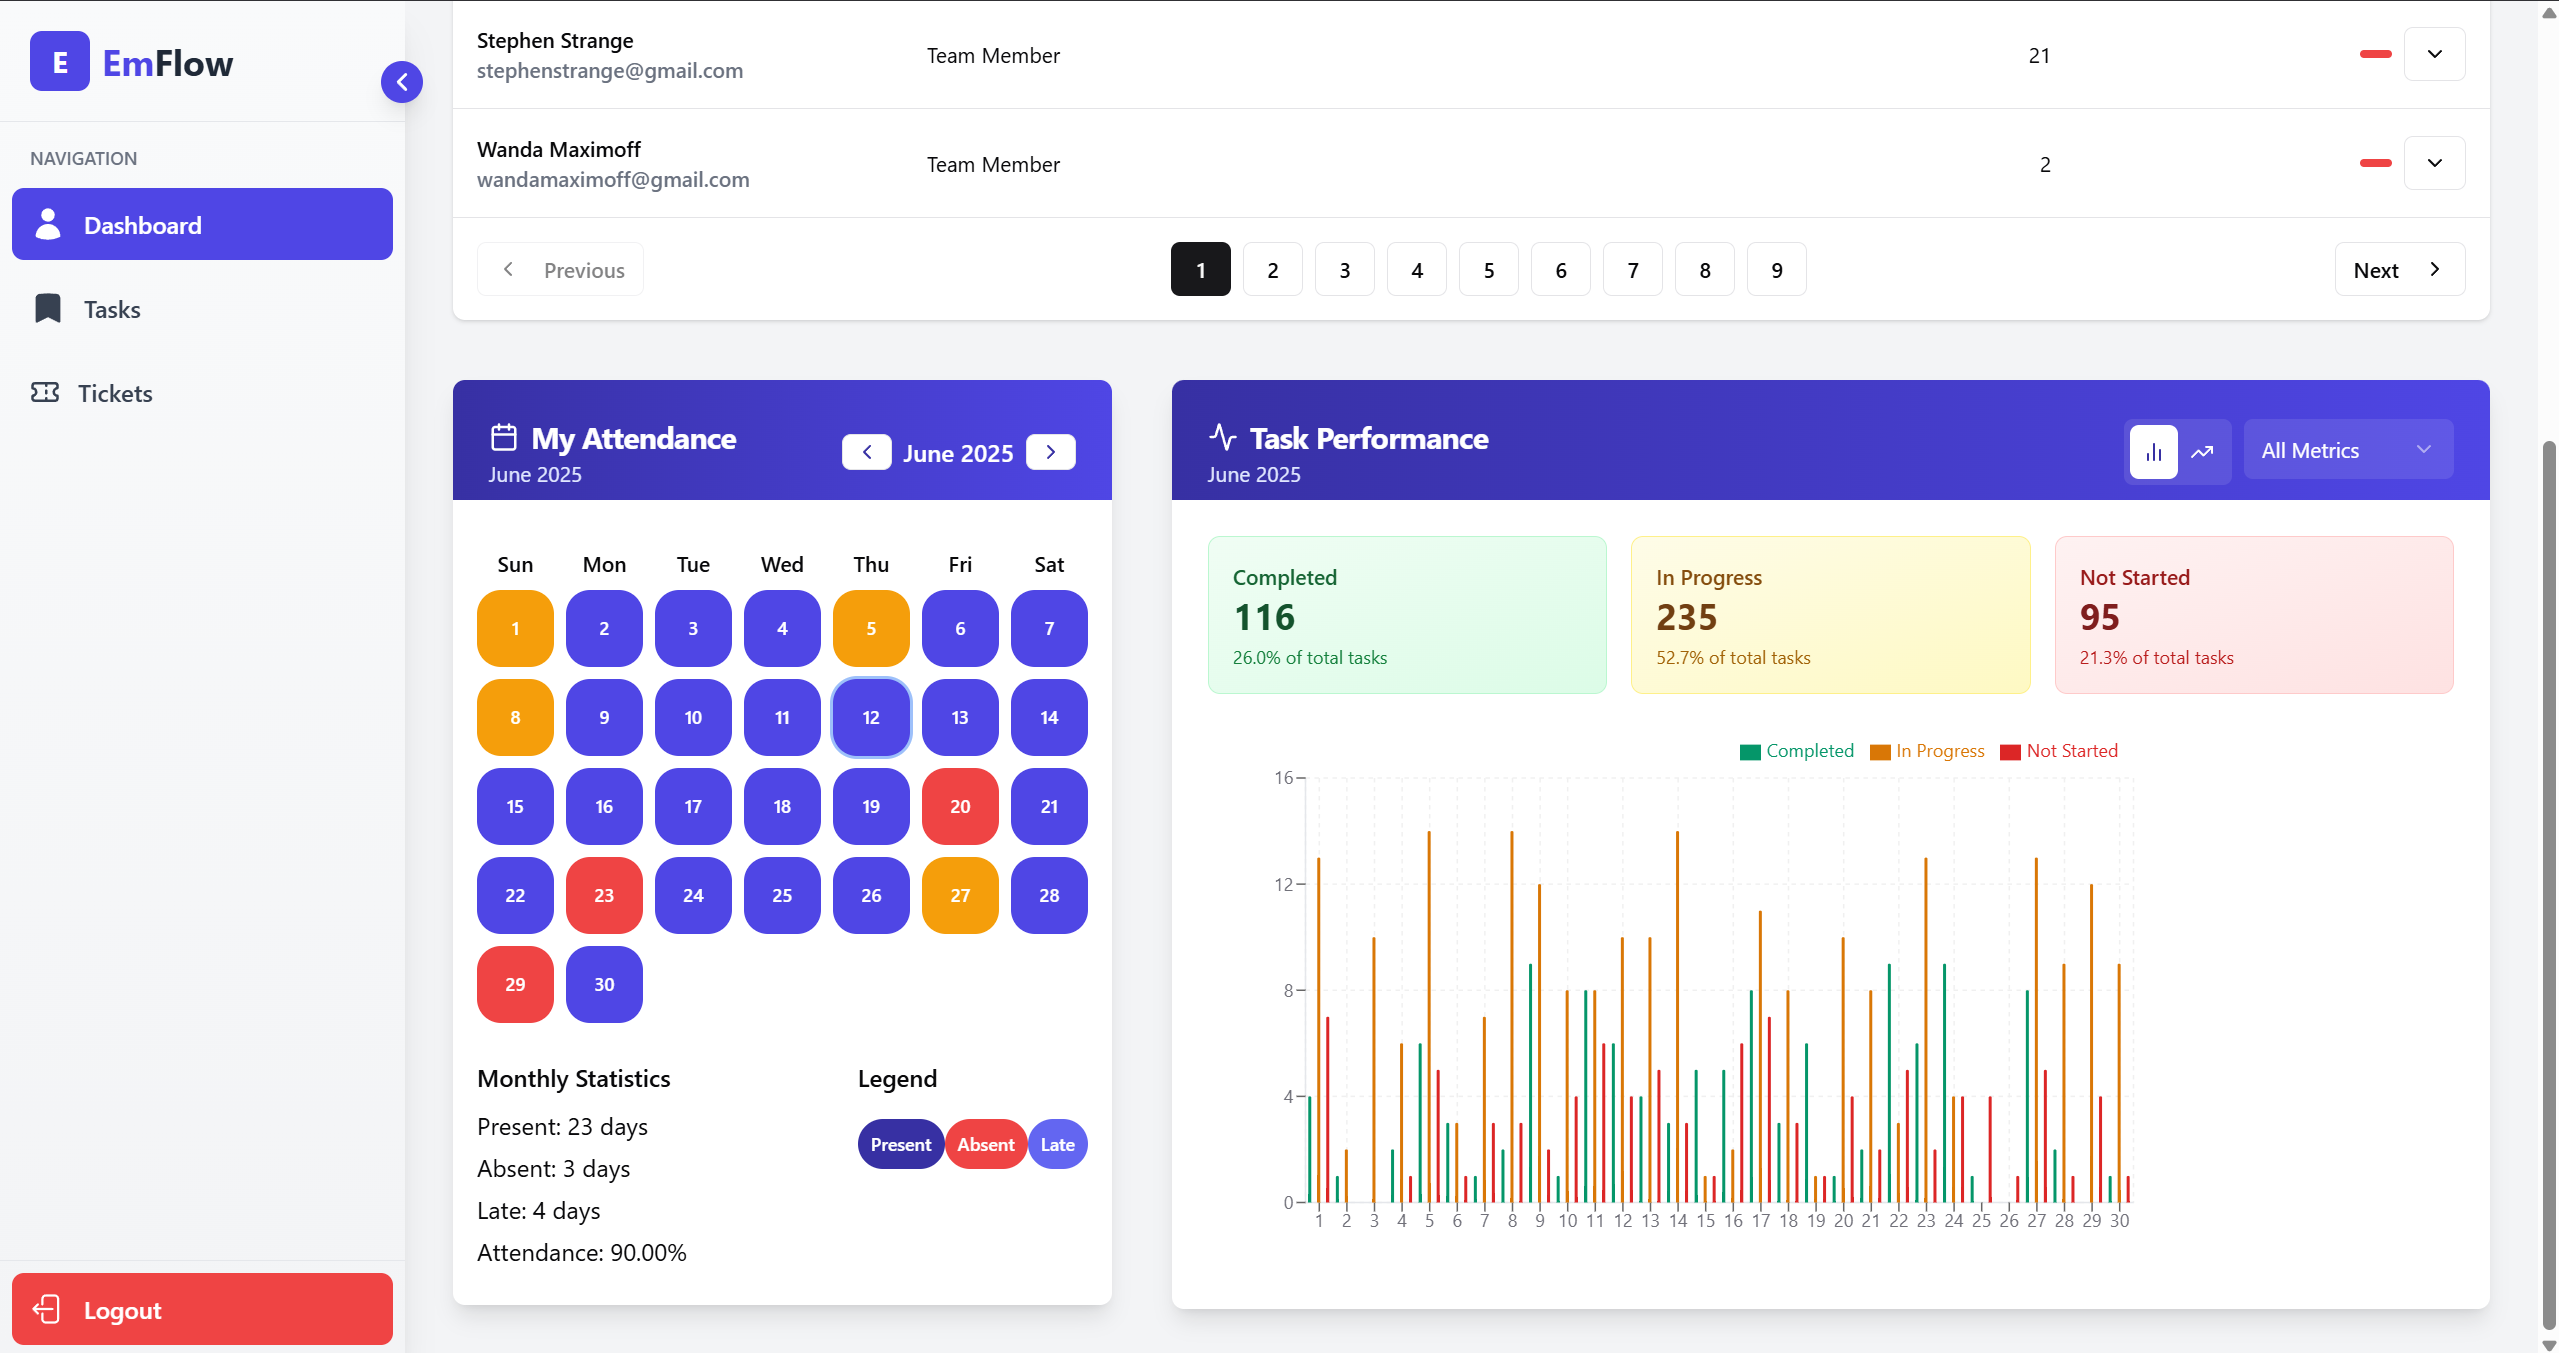 E EmFlow
NAVIGATION
Dashboard
Tasks
Tickets
Logout
Stephen Strange
stephenstrange@gmail.com
Team Member
21
Wanda Maximoff
wandamaximoff@gmail.com
Team Member
2
Previous
1 2 3 4 5 6 7 8 9
Next
My Attendance
June 2025
June 2025
Sun Mon Tue Wed Thu Fri Sat
1 2 3 4 5 6 7
8 9 10 11 12 13 14
15 16 17 18 19 20 21
22 23 24 25 26 27 28
29 30
Monthly Statistics
Present: 23 days
Absent: 3 days
Late: 4 days
Attendance: 90.00%
Legend
Present Absent Late
Task Performance
June 2025
All Metrics
Completed
116
26.0% of total tasks
In Progress
235
52.7% of total tasks
Not Started
95
21.3% of total tasks
Completed In Progress Not Started
16
12
8
4
0
1 2 3 4 5 6 7 8 9 10 11 12 13 14 15 16 17 18 19 20 21 22 23 24 25 26 27 28 29 30